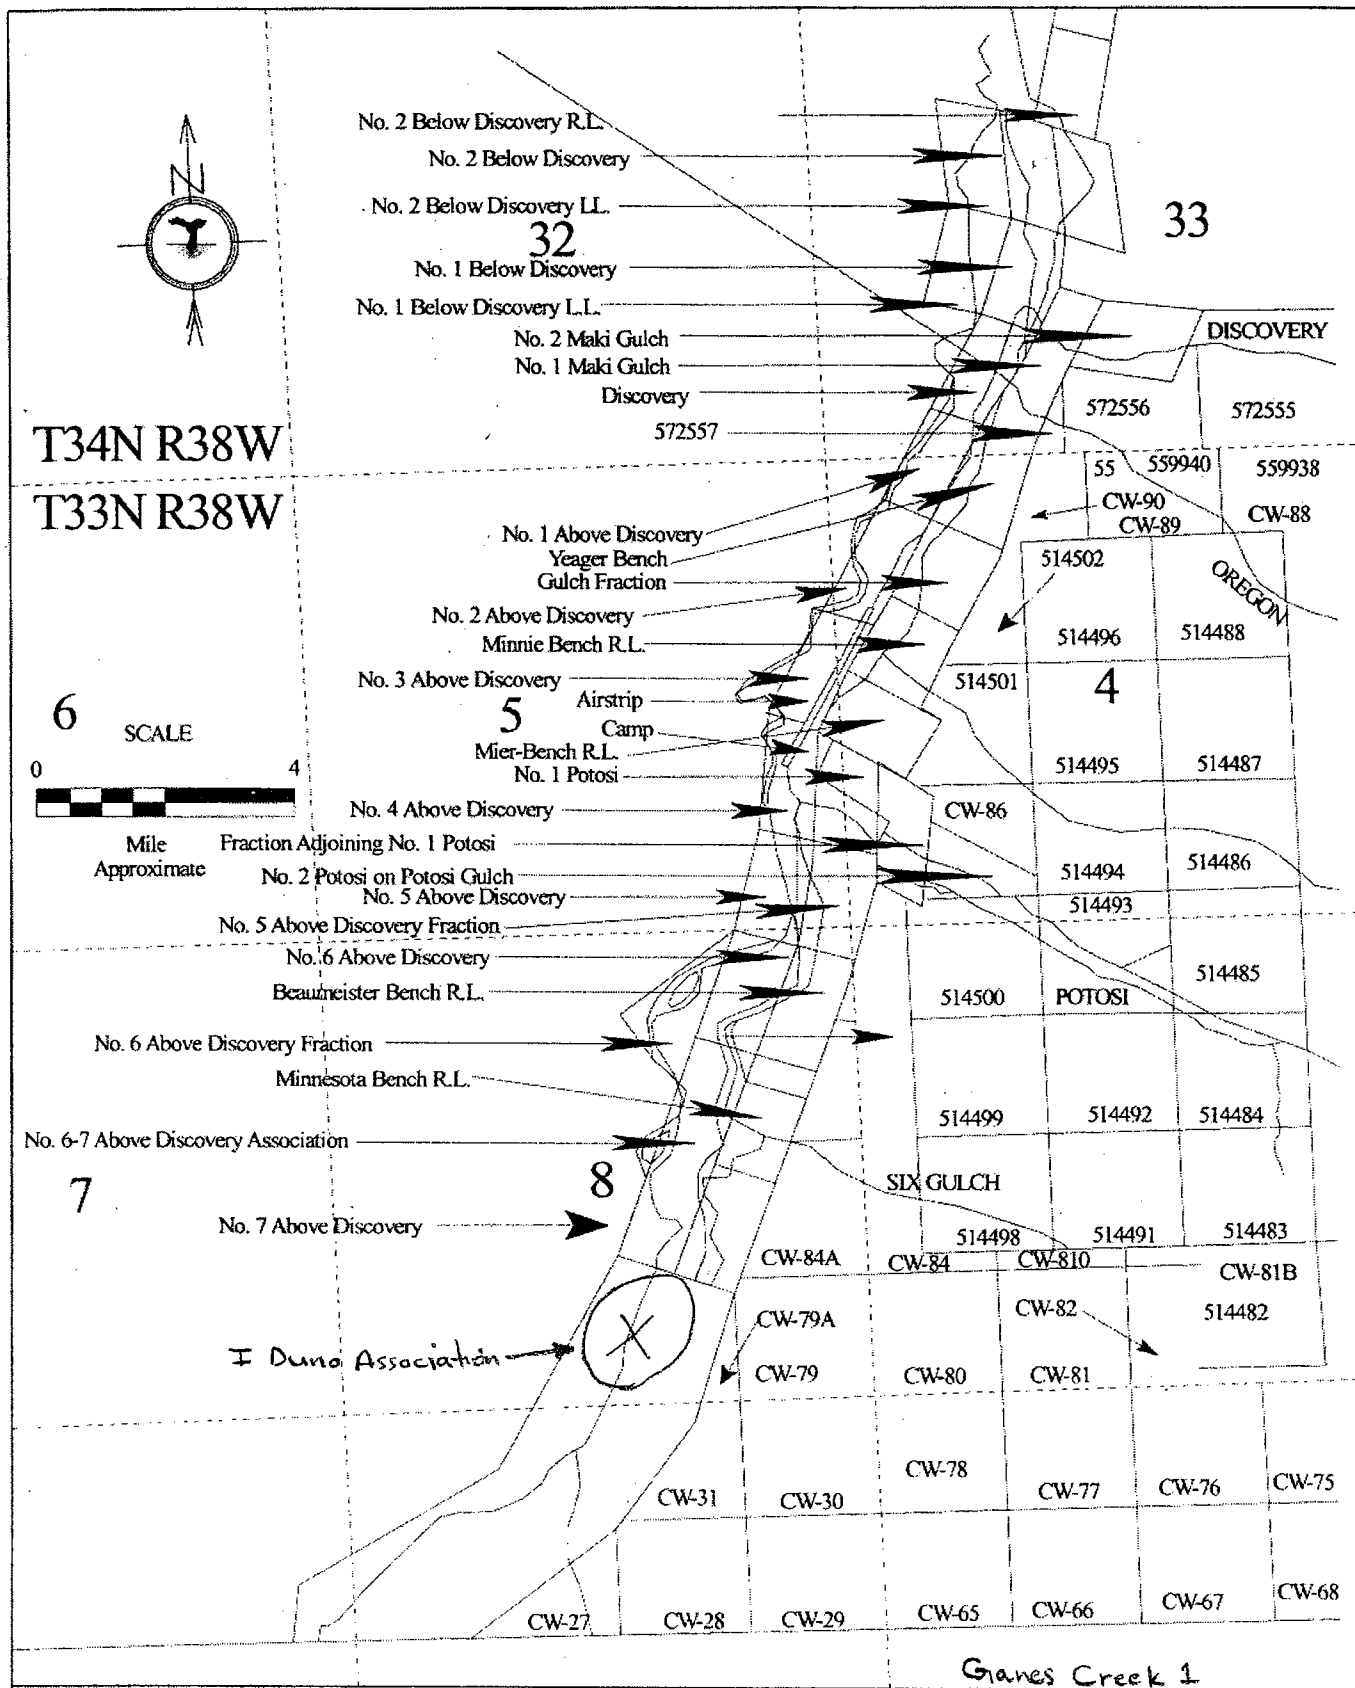 No. 2 Below Discovery R.L.
No. 2 Below Discovery
No. 2 Below Discovery LL.
32
33
No. 1 Below Discovery
No. 1 Below Discovery L.L.
No. 2 Maki Gulch
DISCOVERY
No. 1 Maki Gulch
Discovery
572557
572556
572555
N
T34N R38W
T33N R38W
55
559940
559938
CW-90
CW-89
CW-88
No. 1 Above Discovery
Yeager Bench
Gulch Fraction
514502
OREGON
No. 2 Above Discovery
Minnie Bench R.L.
514496
514488
No. 3 Above Discovery
514501
4
6
SCALE
5
Airstrip
Camp
Mier-Bench R.L.
No. 1 Potosi
514495
514487
0
4
Mile
Approximate
No. 4 Above Discovery
CW-86
Fraction Adjoining No. 1 Potosi
No. 2 Potosi on Potosi Gulch
514494
514486
No. 5 Above Discovery
514493
No. 5 Above Discovery Fraction
No. 6 Above Discovery
514485
Beaumeister Bench R.L.
514500
POTOSI
No. 6 Above Discovery Fraction
Minnesota Bench R.L.
514499
514492
514484
No. 6-7 Above Discovery Association
7
8
SIX GULCH
No. 7 Above Discovery
514498
514491
514483
CW-84A
CW-84
CW-810
CW-81B
CW-79A
CW-82
514482
I Duno Association
X
CW-79
CW-80
CW-81
CW-78
CW-31
CW-30
CW-77
CW-76
CW-75
CW-27
CW-28
CW-29
CW-65
CW-66
CW-67
CW-68
Ganes Creek 1